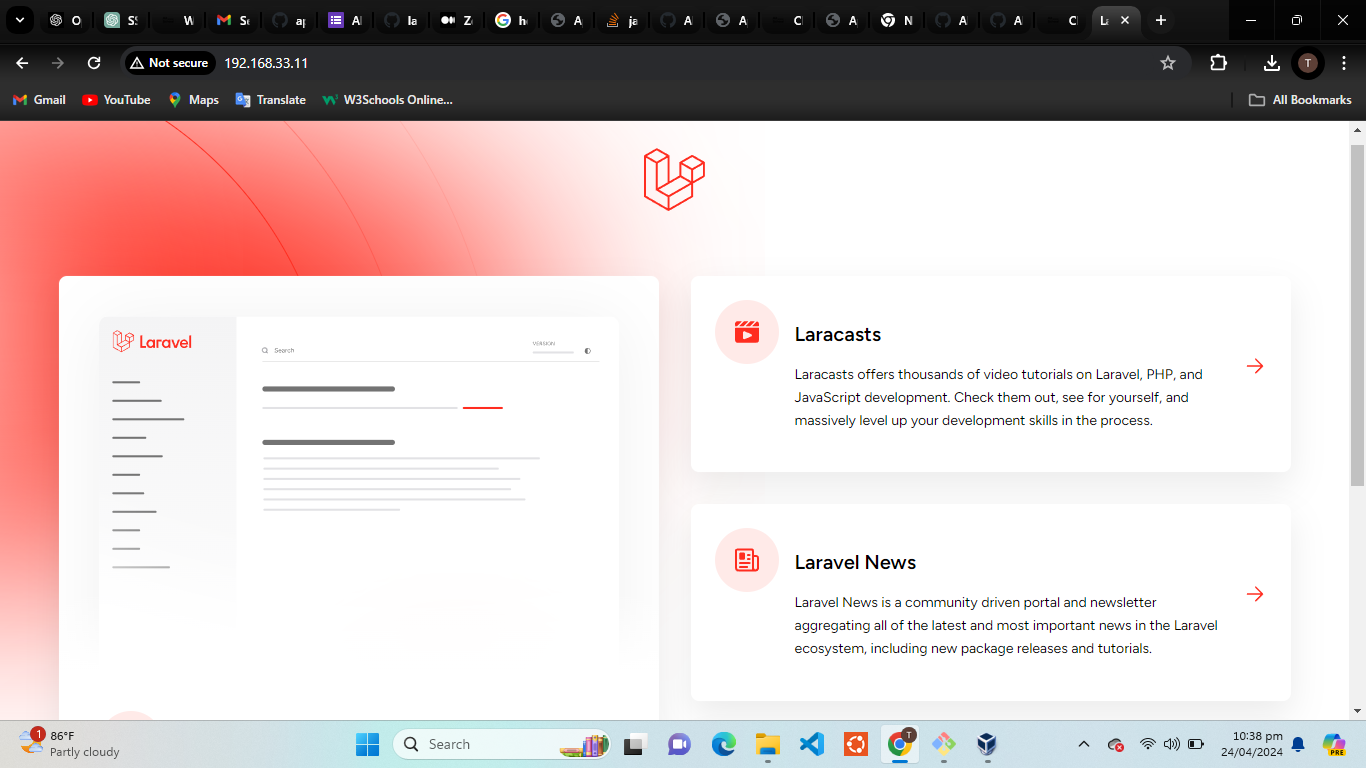 Not secure
192.168.33.11
T
Gmail
YouTube
Maps
Translate
W3Schools Online...
All Bookmarks
Laravel
Search
VERSION
Laracasts
Laracasts offers thousands of video tutorials on Laravel, PHP, and
JavaScript development. Check them out, see for yourself, and
massively level up your development skills in the process.
Laravel News
Laravel News is a community driven portal and newsletter
aggregating all of the latest and most important news in the Laravel
ecosystem, including new package releases and tutorials.
1
86°F
Partly cloudy
Search
T
10:38 pm
24/04/2024
PRE